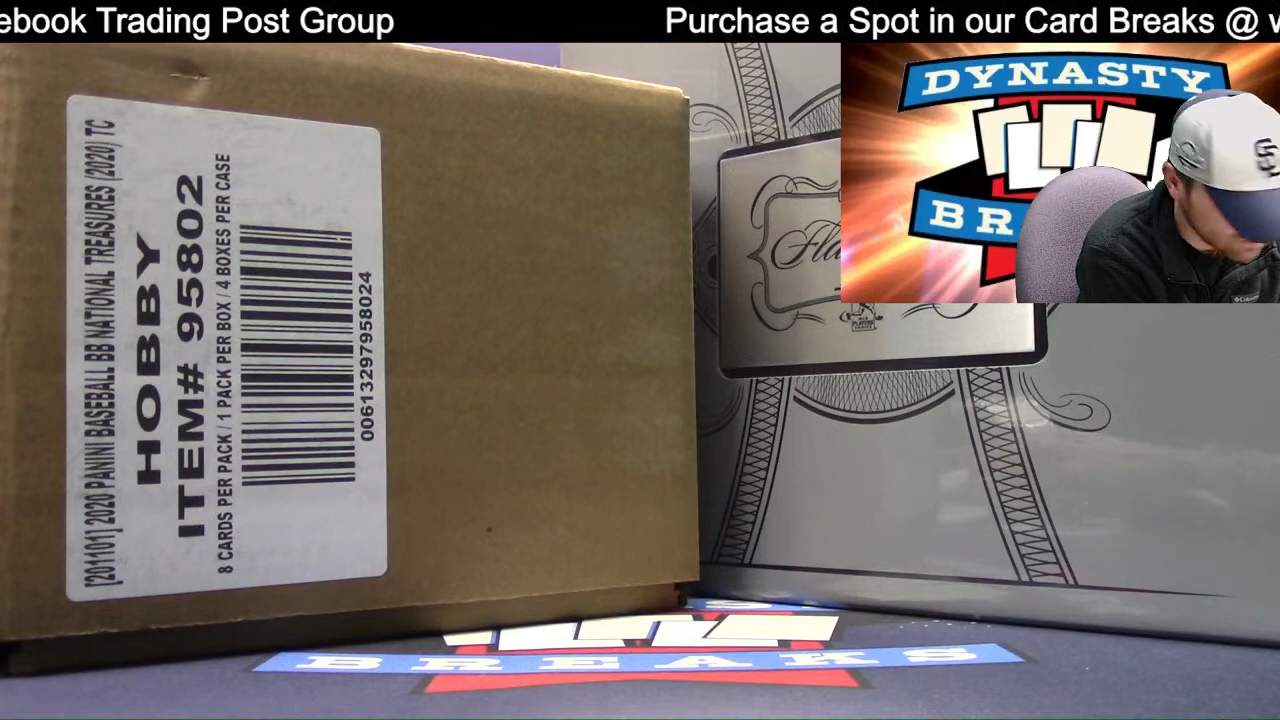 ebook Trading Post Group
Purchase a Spot in our Card Breaks @ w
DYNASTY
BR
[201101] 2020 PANINI BASEBALL BB NATIONAL TREASURES (2020) TC
HOBBY
ITEM# 95802
8 CARDS PER PACK / 1 PACK PER BOX / 4 BOXES PER CASE
00613297958024
Fla
BREAKS